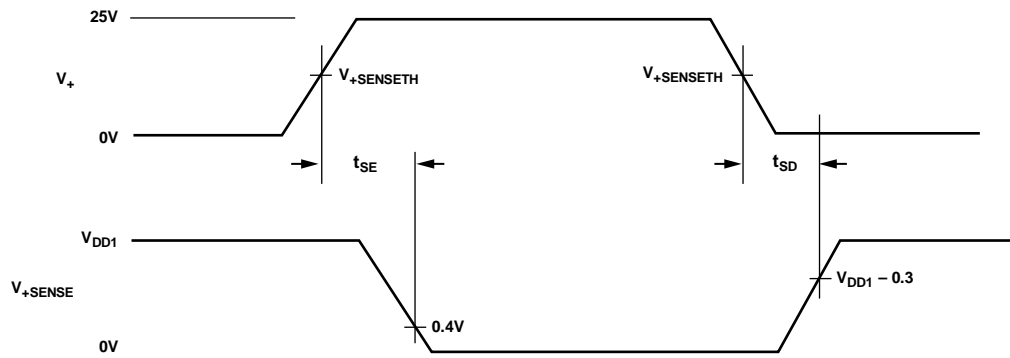 25V
V+
V+SENSETH
V+SENSETH
0V
tSE
tSD
VDD1
V+SENSE
VDD1 – 0.3
0.4V
0V